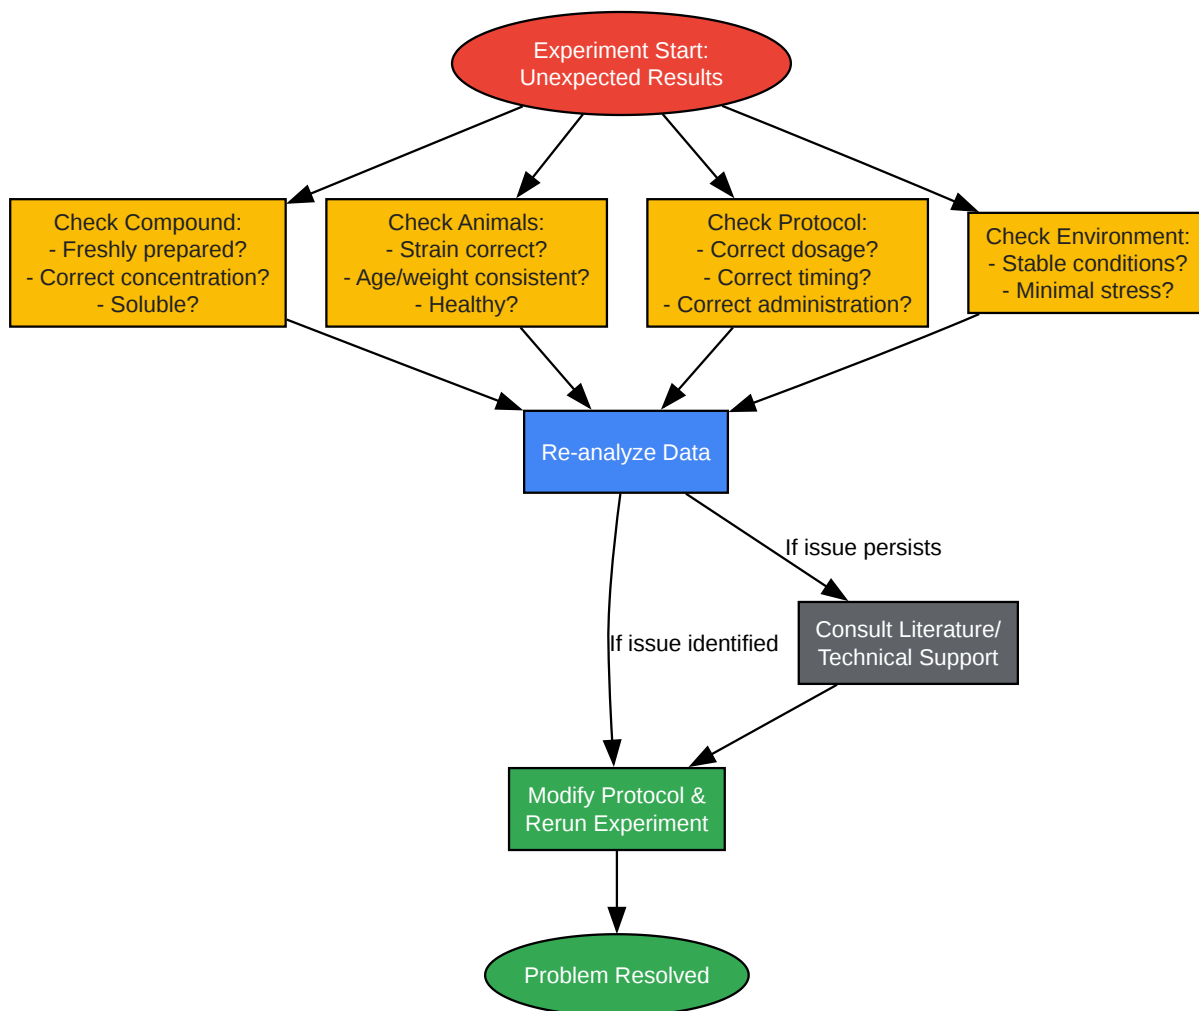 Experiment Start:
Unexpected Results
Check Compound:
- Freshly prepared?
- Correct concentration?
- Soluble?
Check Animals:
- Strain correct?
- Age/weight consistent?
- Healthy?
Check Protocol:
- Correct dosage?
- Correct timing?
- Correct administration?
Check Environment:
- Stable conditions?
- Minimal stress?
Re-analyze Data
If issue persists
If issue identified
Consult Literature/
Technical Support
Modify Protocol &
Rerun Experiment
Problem Resolved